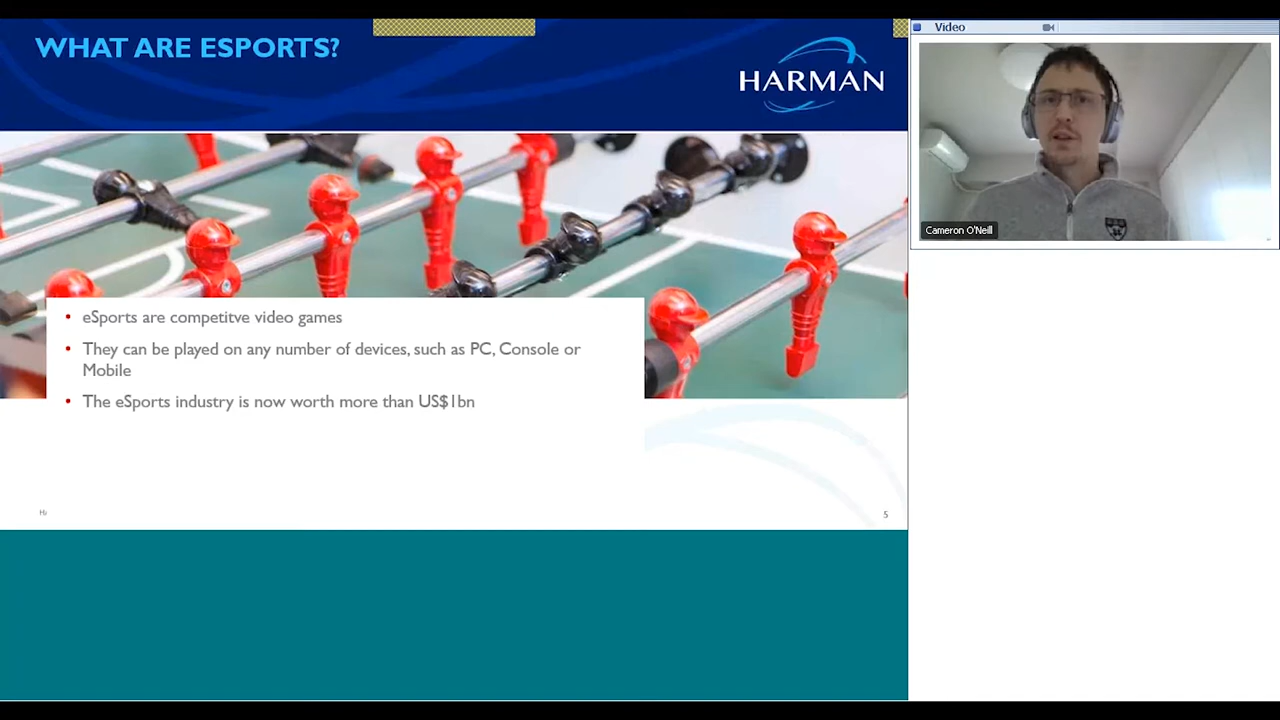 WHAT ARE ESPORTS?
HARMAN
Video
Cameron O'Neill
• eSports are competitve video games
• They can be played on any number of devices, such as PC, Console or
Mobile
• The eSports industry is now worth more than US$1bn
5